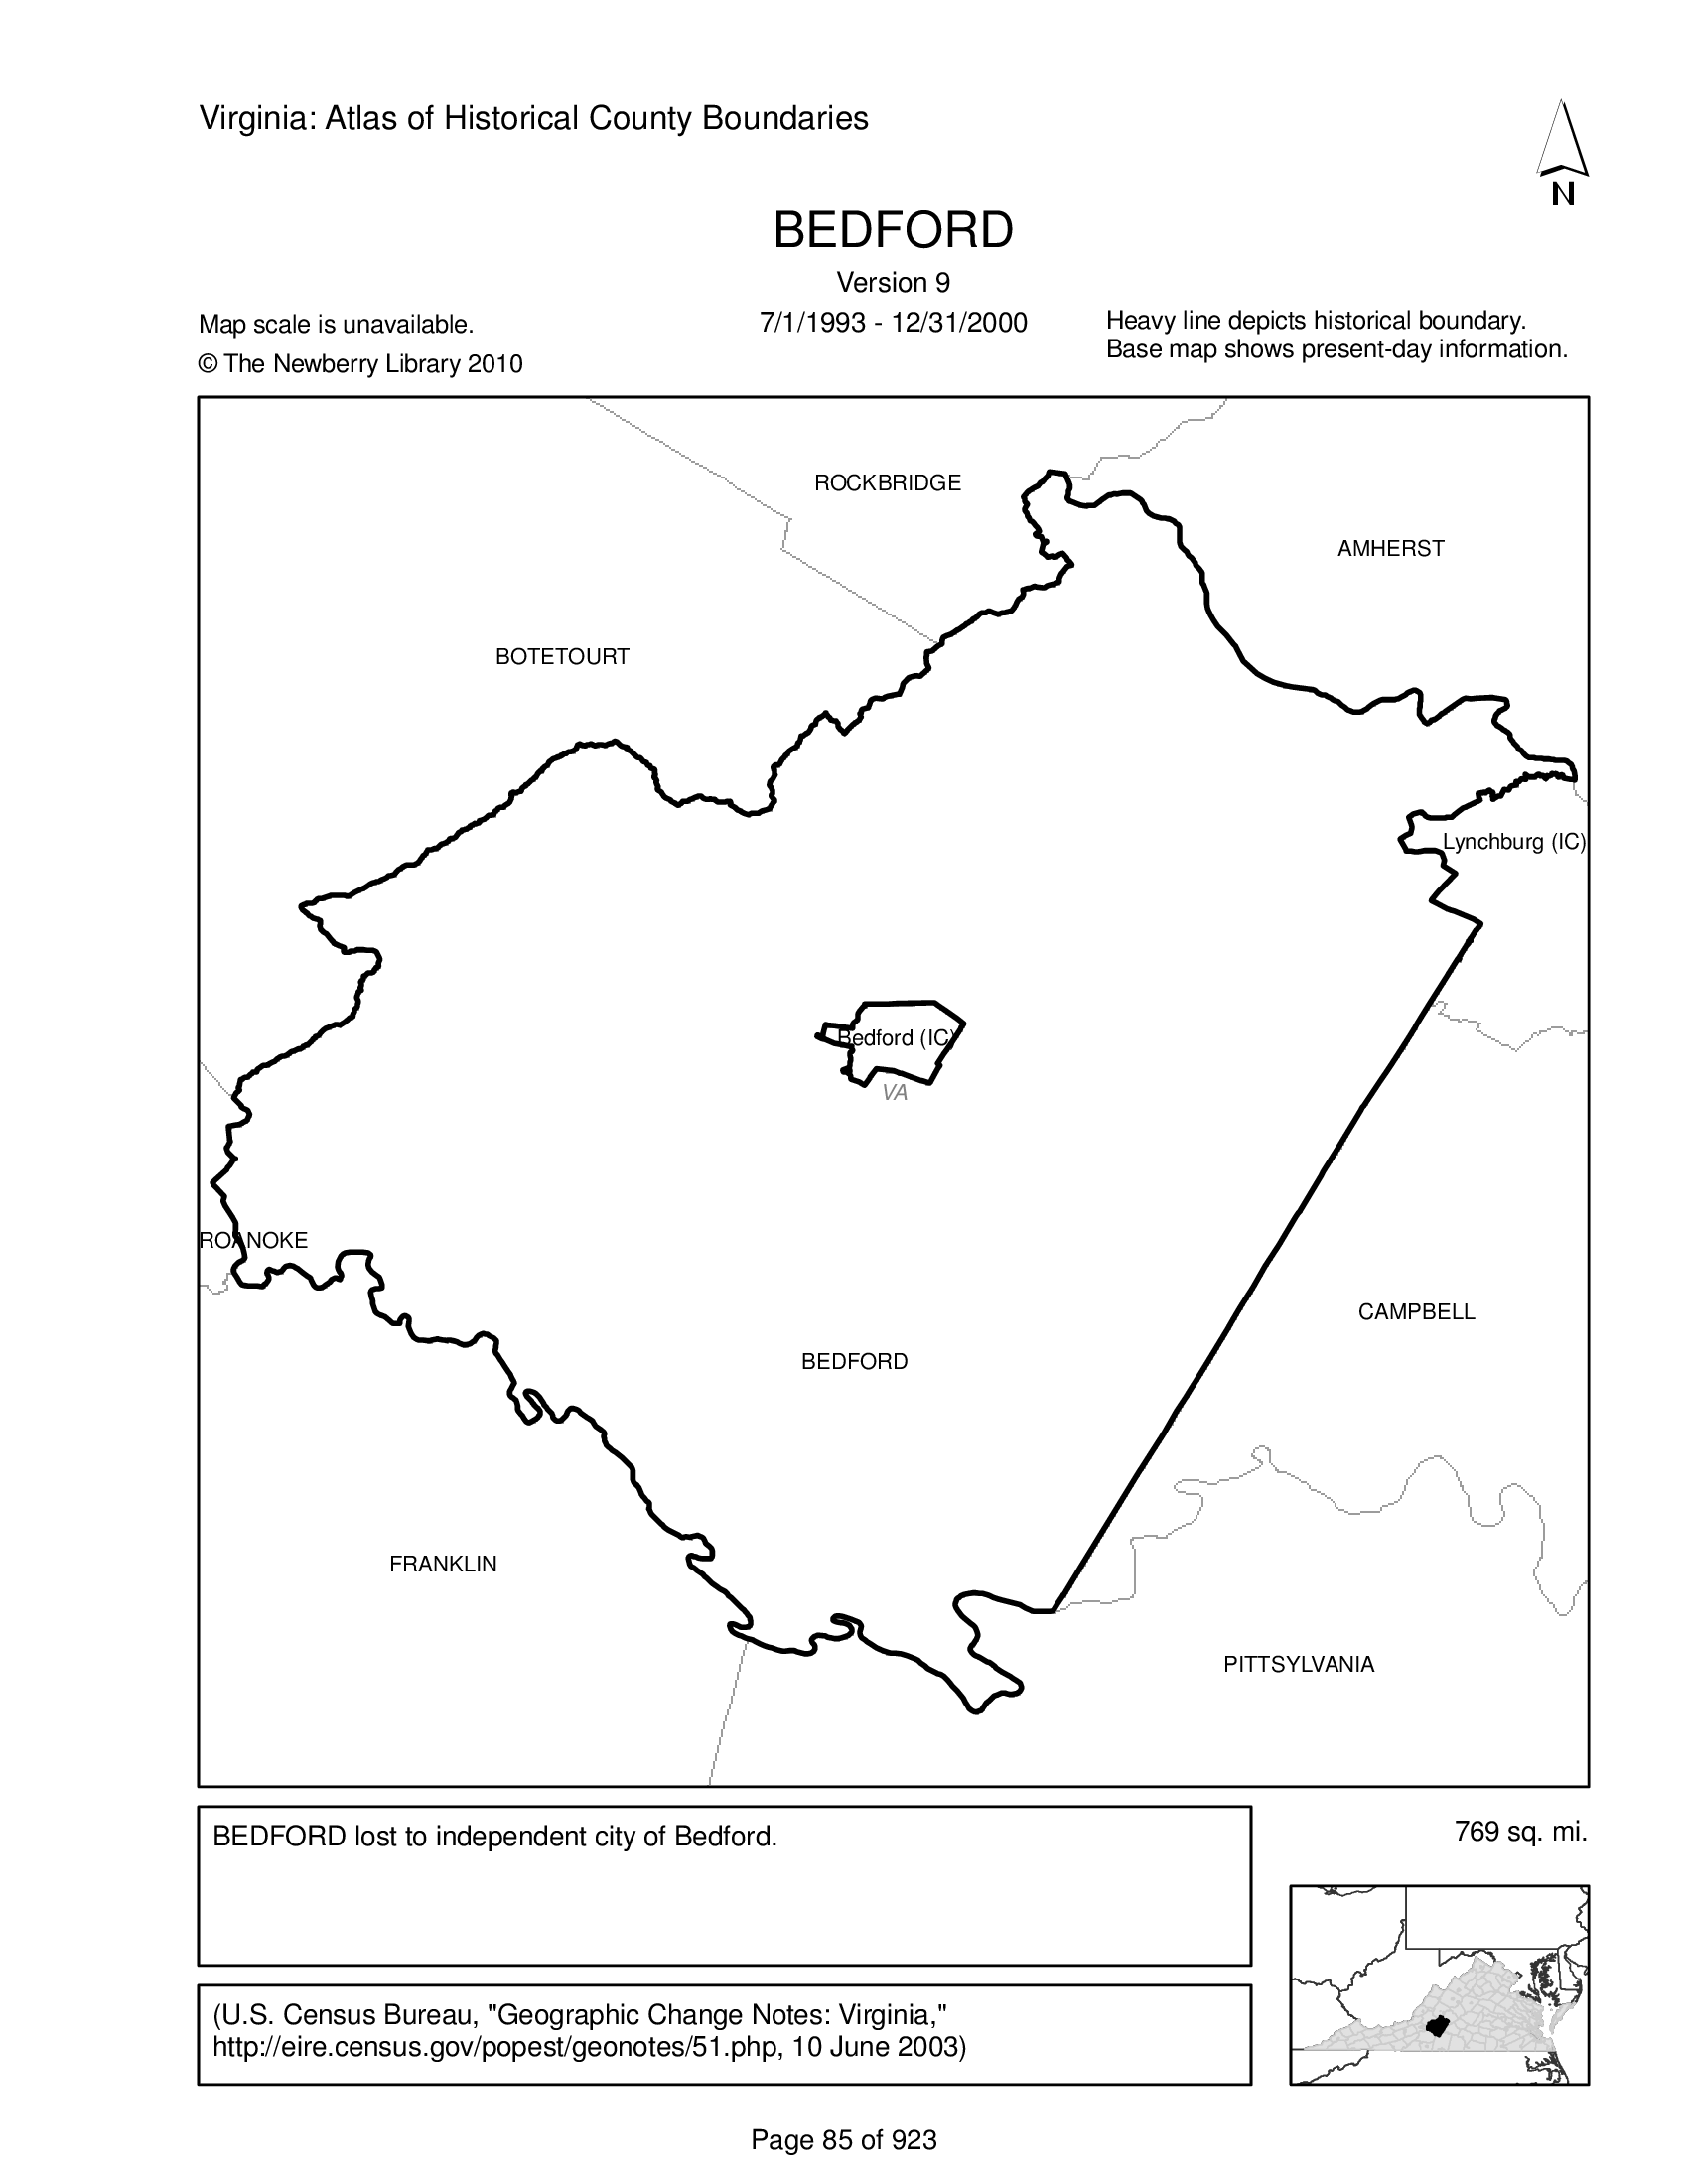 Virginia: Atlas of Historical County Boundaries
N
BEDFORD
Version 9
7/1/1993 - 12/31/2000
Map scale is unavailable.
© The Newberry Library 2010
Heavy line depicts historical boundary.
Base map shows present-day information.
ROCKBRIDGE
AMHERST
BOTETOURT
Lynchburg (IC)
Bedford (IC)
VA
ROANOKE
CAMPBELL
BEDFORD
FRANKLIN
PITTSYLVANIA
BEDFORD lost to independent city of Bedford.
769 sq. mi.
(U.S. Census Bureau, "Geographic Change Notes: Virginia,"
http://eire.census.gov/popest/geonotes/51.php, 10 June 2003)
Page 85 of 923